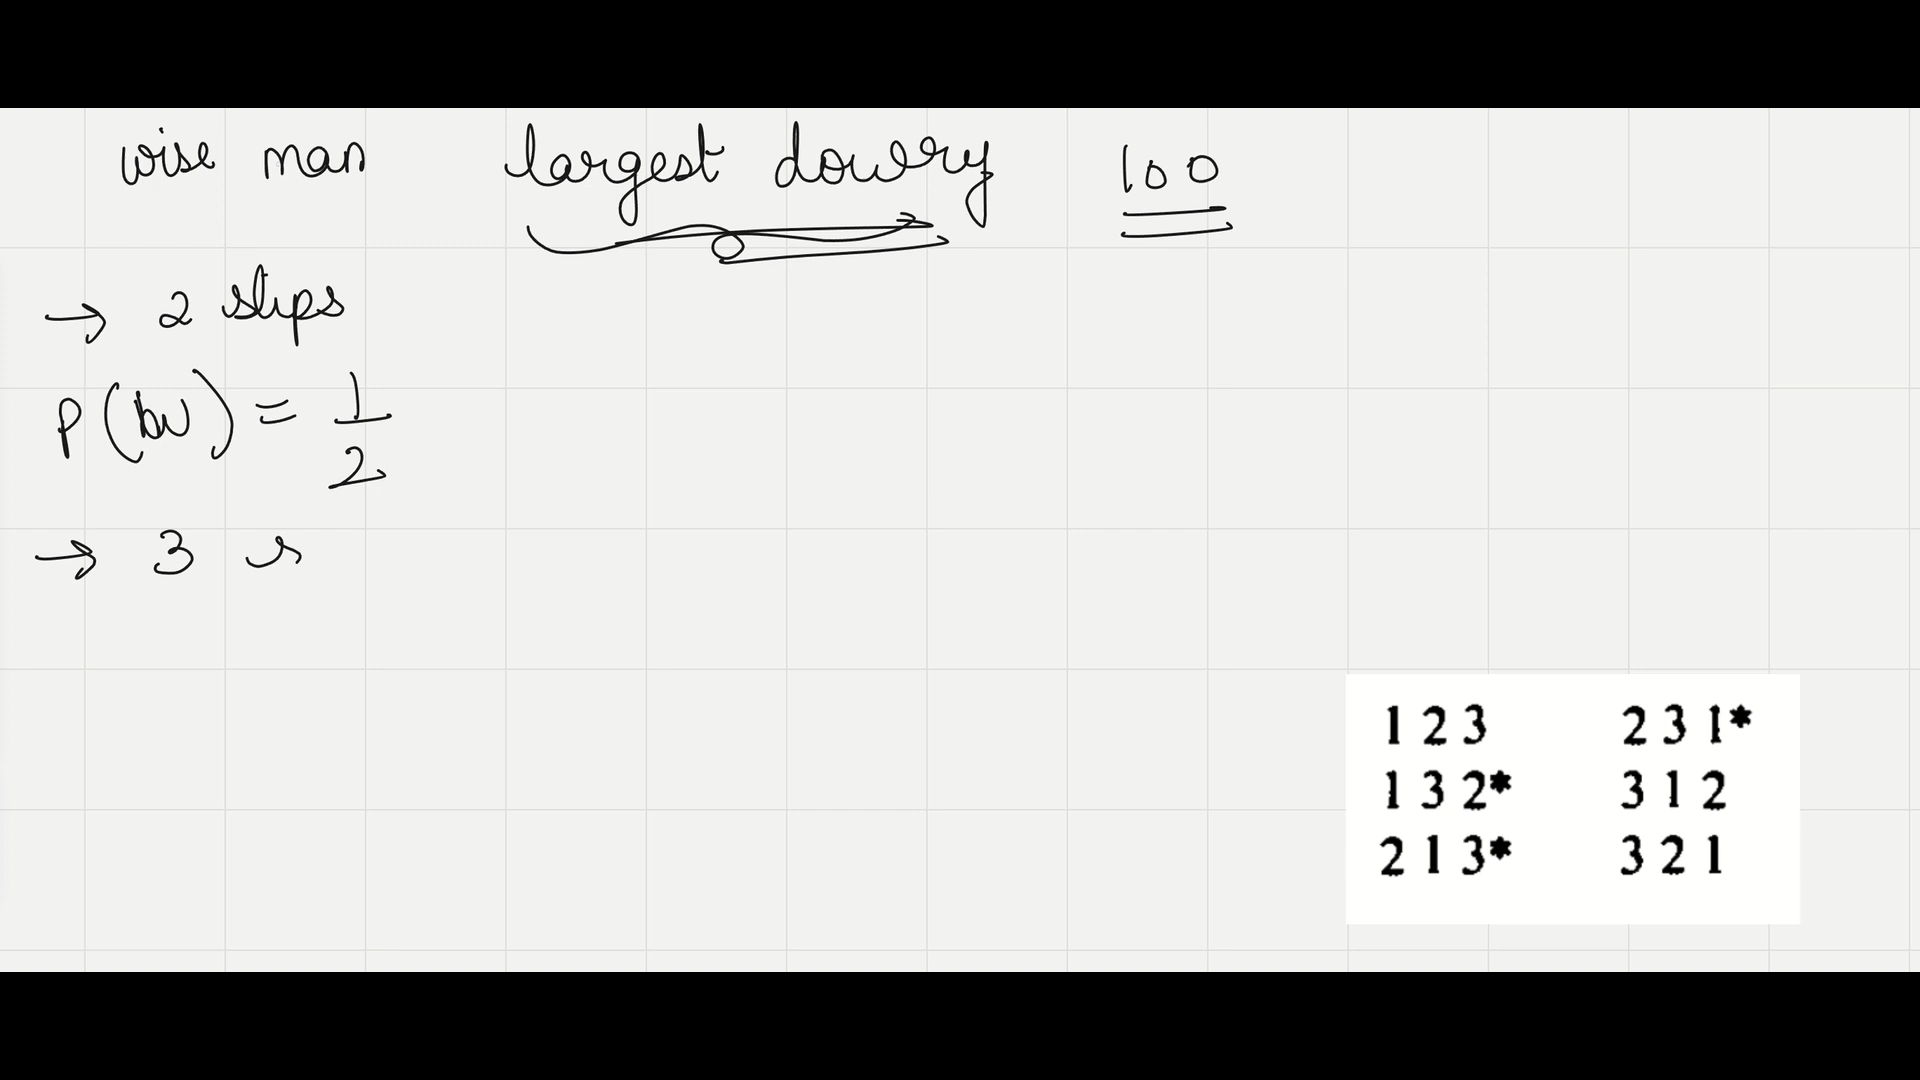 wise man largest dowry 100
→ 2 slips
P(w) = 1/2
→ 3 s
1 2 3 2 3 1*
1 3 2* 3 1 2
2 1 3* 3 2 1